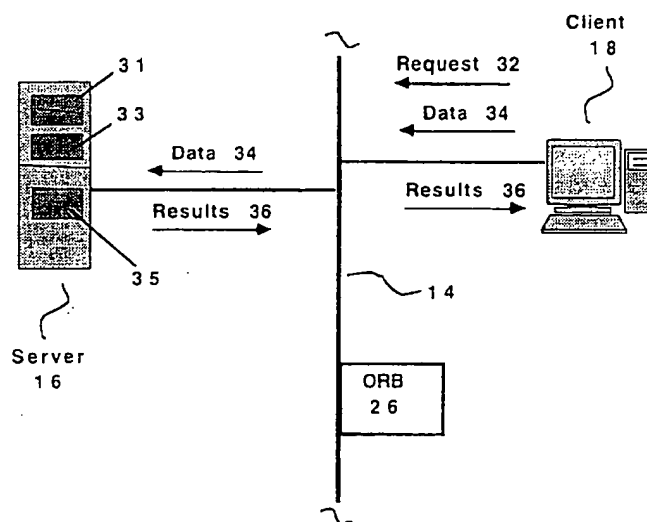 Client
18
31
33
Request 32
Data 34
Data 34
Results 36
Results 36
35
14
Server
16
ORB
26